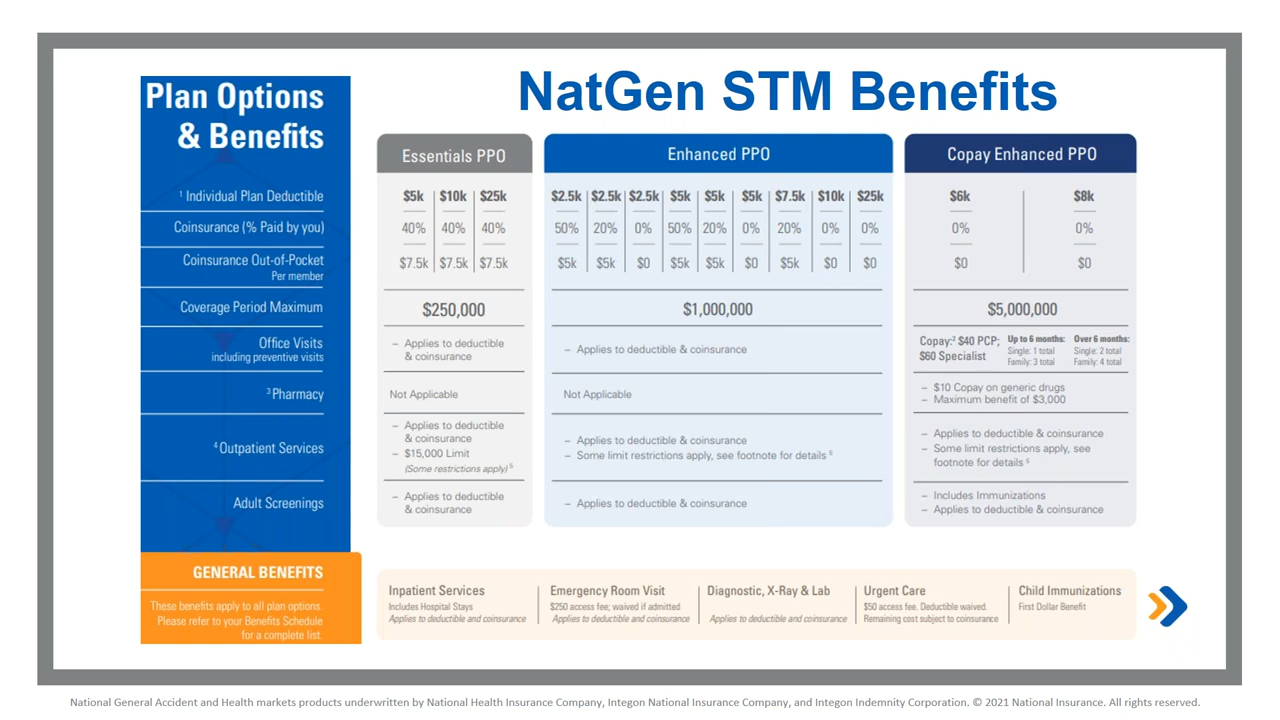 Plan Options
& Benefits
NatGen STM Benefits
Essentials PPO
Enhanced PPO
Copay Enhanced PPO
¹ Individual Plan Deductible
$5k $10k $25k
$2.5k $2.5k $2.5k $5k $5k $5k $7.5k $10k $25k
$6k $8k
Coinsurance (% Paid by you)
40% 40% 40%
50% 20% 0% 50% 20% 0% 20% 0% 0%
0% 0%
Coinsurance Out-of-Pocket
Per member
$7.5k $7.5k $7.5k
$5k $5k $0 $5k $5k $0 $5k $0 $0
$0 $0
Coverage Period Maximum
$250,000
$1,000,000
$5,000,000
Office Visits
including preventive visits
– Applies to deductible
& coinsurance
– Applies to deductible & coinsurance
Copay:² $40 PCP;
$60 Specialist
Up to 6 months:
Single: 1 total
Family: 3 total
Over 6 months:
Single: 2 total
Family: 4 total
³ Pharmacy
Not Applicable
Not Applicable
– $10 Copay on generic drugs
– Maximum benefit of $3,000
⁴ Outpatient Services
– Applies to deductible
& coinsurance
– $15,000 Limit
(Some restrictions apply) ⁵
– Applies to deductible & coinsurance
– Some limit restrictions apply, see footnote for details ⁵
– Applies to deductible & coinsurance
– Some limit restrictions apply, see
footnote for details ⁵
Adult Screenings
– Applies to deductible
& coinsurance
– Applies to deductible & coinsurance
– Includes Immunizations
– Applies to deductible & coinsurance
GENERAL BENEFITS
These benefits apply to all plan options.
Please refer to your Benefits Schedule
for a complete list.
Inpatient Services
Includes Hospital Stays
Applies to deductible and coinsurance
Emergency Room Visit
$250 access fee; waived if admitted
Applies to deductible and coinsurance
Diagnostic, X-Ray & Lab
Applies to deductible and coinsurance
Urgent Care
$50 access fee. Deductible waived.
Remaining cost subject to coinsurance
Child Immunizations
First Dollar Benefit
National General Accident and Health markets products underwritten by National Health Insurance Company, Integon National Insurance Company, and Integon Indemnity Corporation. © 2021 National Insurance. All rights reserved.